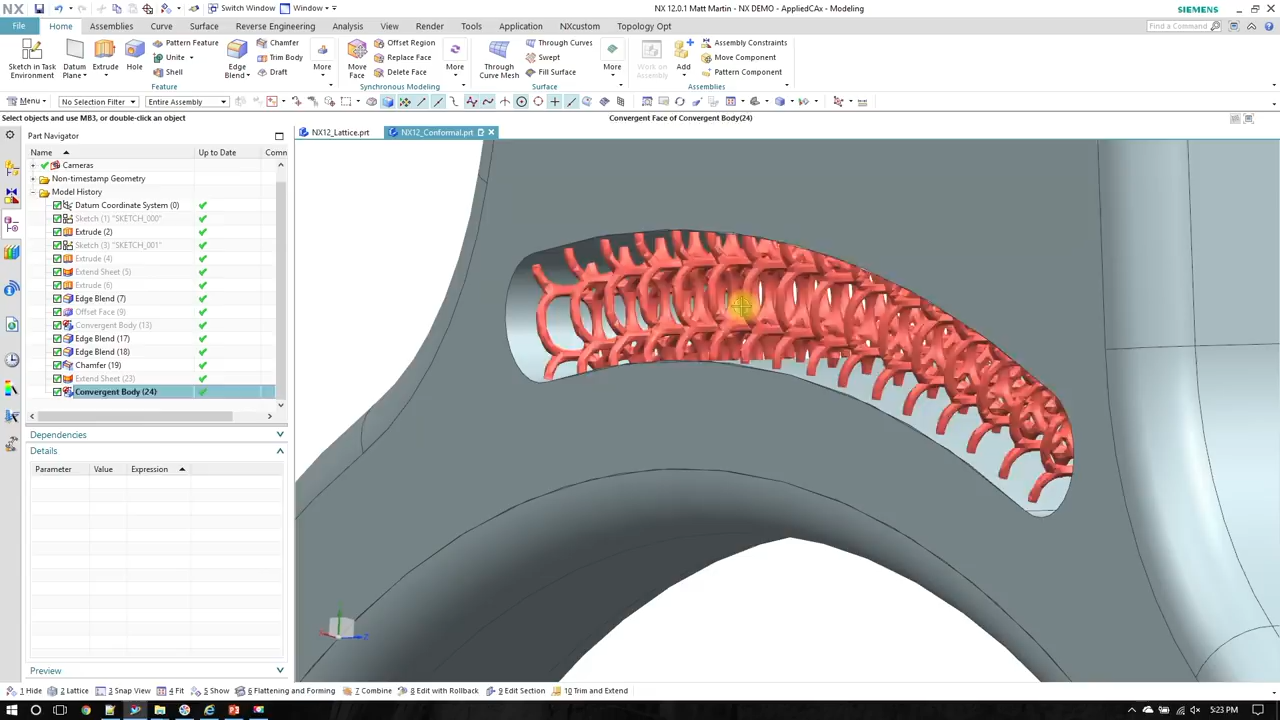 NX Switch Window Window NX 12.0.1 Matt Martin - NX DEMO - AppliedCAx - Modeling SIEMENS
File Home Assemblies Curve Surface Reverse Engineering Analysis View Render Tools Application NXcustom Topology Opt Find a Command
Sketch in Task Environment
Datum Plane
Extrude
Hole
Pattern Feature
Unite
Shell
Edge Blend
Chamfer
Trim Body
Draft
More
Feature
Move Face
Offset Region
Replace Face
Delete Face
More
Synchronous Modeling
Through Curve Mesh
Through Curves
Swept
Fill Surface
More
Surface
Work on Assembly
Add
Assembly Constraints
Move Component
Pattern Component
Assemblies
Menu No Selection Filter Entire Assembly
Select objects and use MB3, or double-click an object Convergent Face of Convergent Body(24)
Part Navigator
NX12_Lattice.prt NX12_Conformal.prt
Name Up to Date Comn
Cameras
Non-timestamp Geometry
Model History
Datum Coordinate System (0)
Sketch (1) "SKETCH_000"
Extrude (2)
Sketch (3) "SKETCH_001"
Extrude (4)
Extend Sheet (5)
Extrude (6)
Edge Blend (7)
Offset Face (9)
Convergent Body (13)
Edge Blend (17)
Edge Blend (18)
Chamfer (19)
Extend Sheet (23)
Convergent Body (24)
Dependencies
Details
Parameter Value Expression
Preview
1 Hide 2 Lattice 3 Snap View 4 Fit 5 Show 6 Flattening and Forming 7 Combine 8 Edit with Rollback 9 Edit Section 10 Trim and Extend
5:23 PM